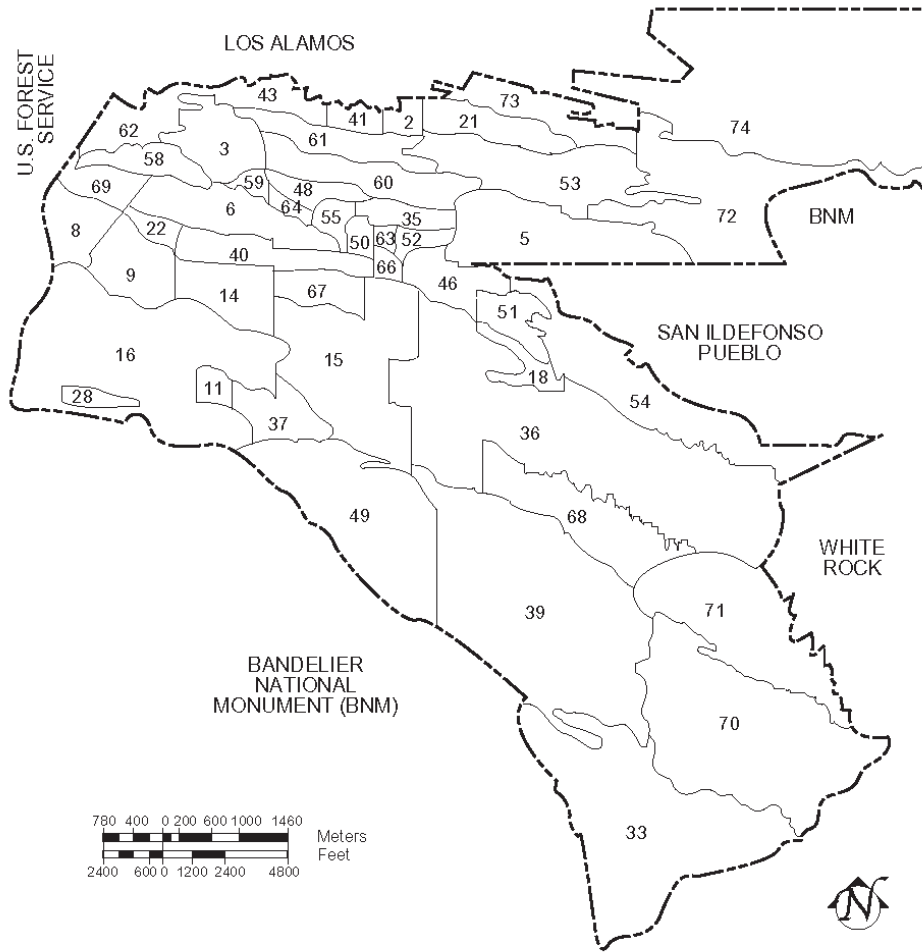 LOS ALAMOS
U.S. FOREST
SERVICE
43
73
41
2
21
74
62
61
3
58
59
60
53
69
48
72
BNM
6
64
55
35
8
22
5
50
63
52
40
66
46
9
67
14
51
SAN ILDEFONSO
PUEBLO
16
15
18
11
54
28
37
36
49
68
WHITE
ROCK
71
39
BANDELIER
NATIONAL
MONUMENT (BNM)
70
33
780 400 0 200 600 1000 1460
Meters
Feet
2400 600 0 1200 2400 4800
N